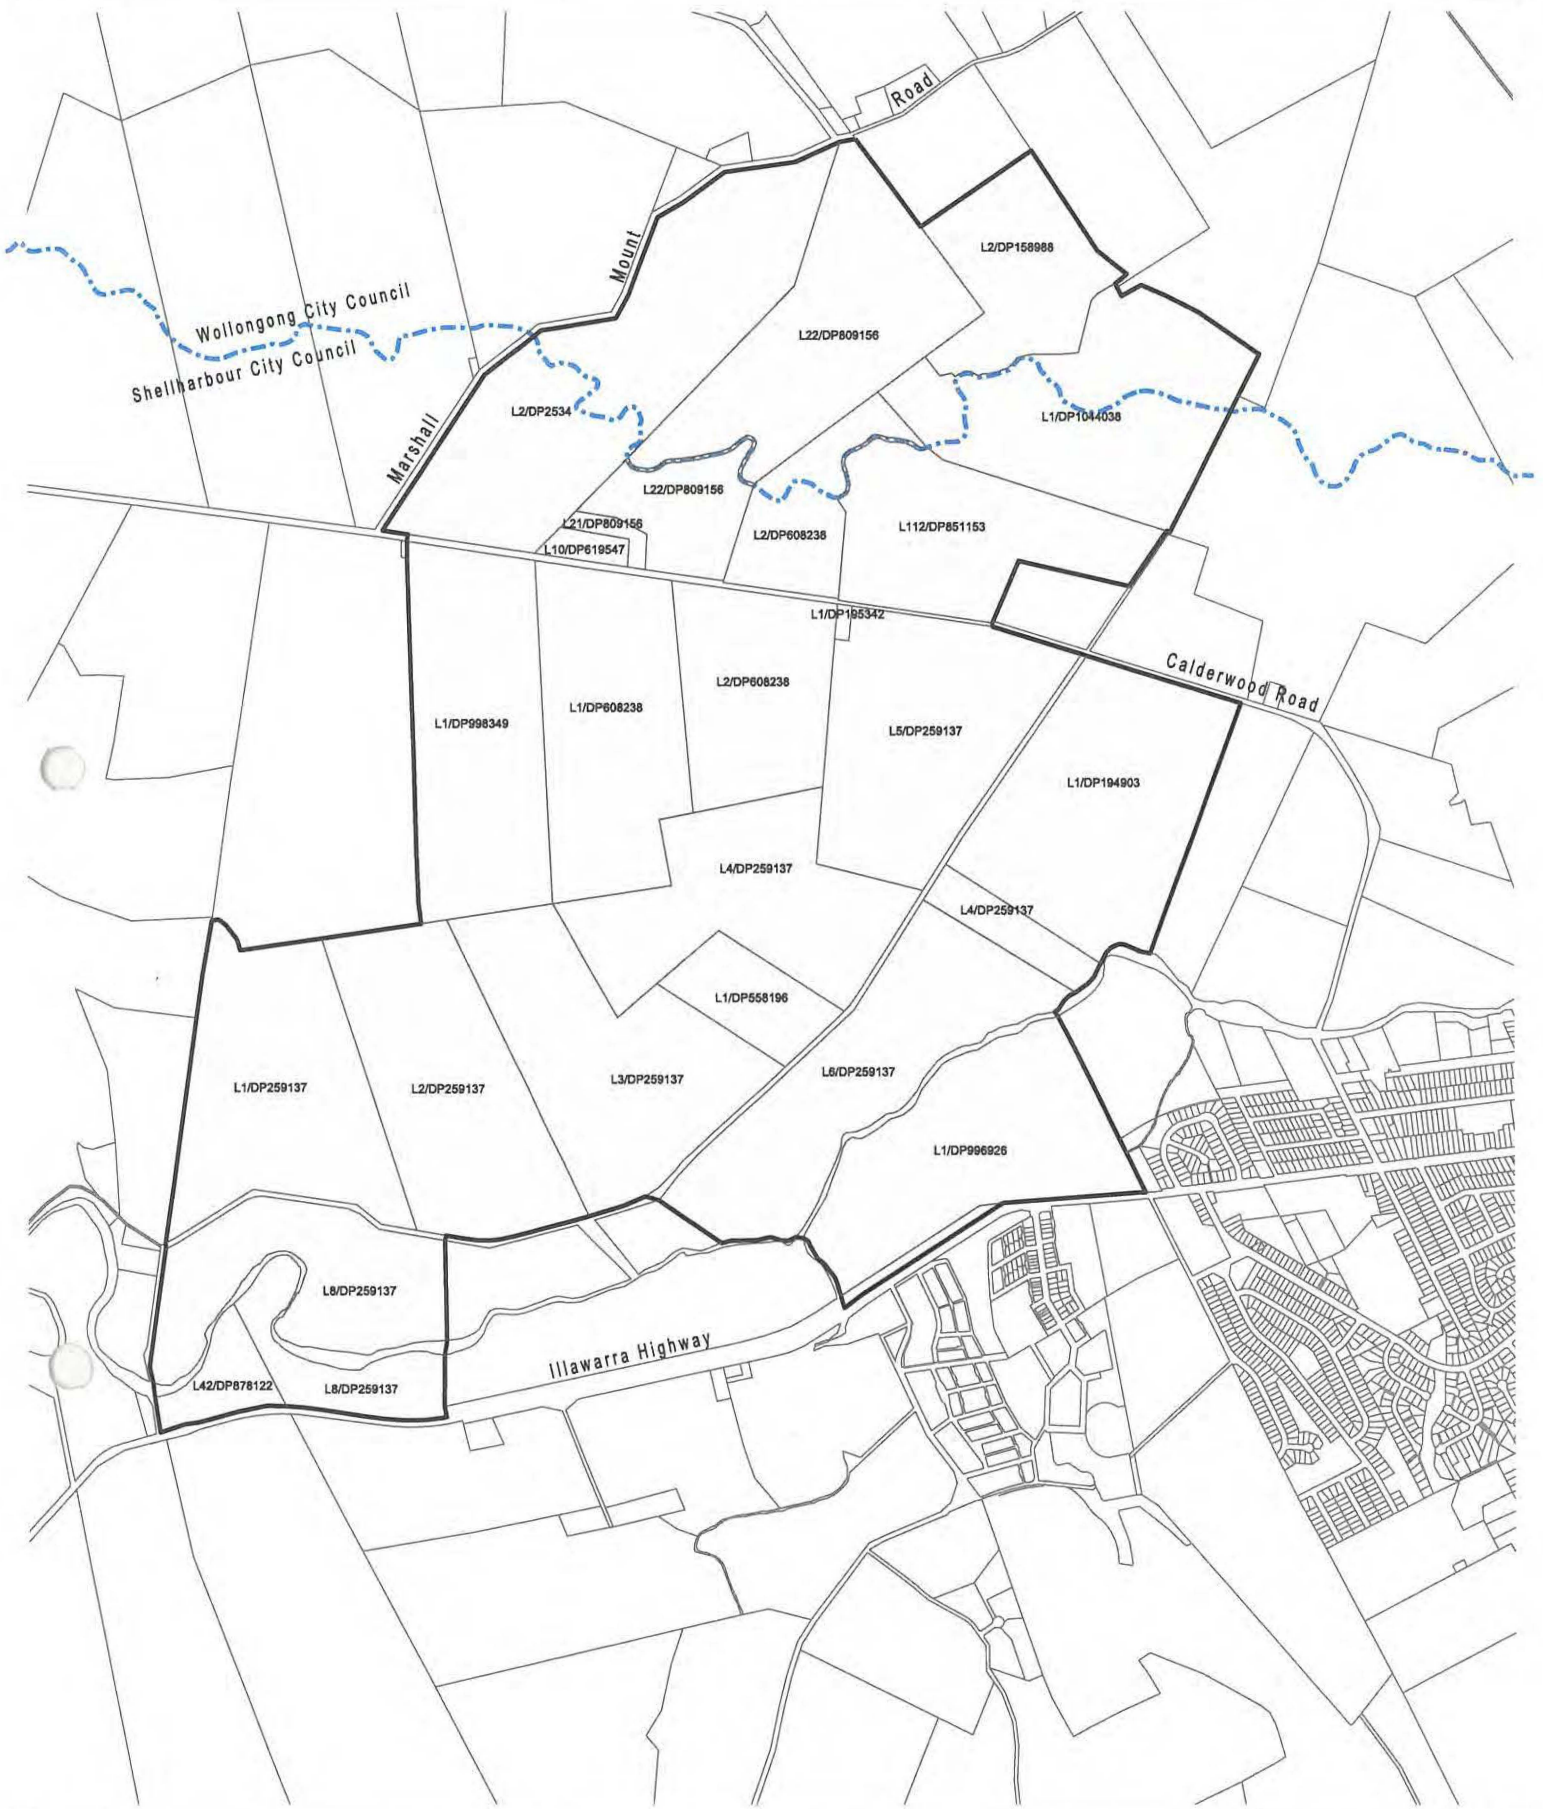 Road
Mount
L2/DP158988
Wollongong City Council
Shellharbour City Council
L22/DP809156
L2/DP2534
L1/DP1044038
Marshall
L22/DP809156
L21/DP809156
L10/DP619547
L2/DP608238
L112/DP851153
L1/DP195342
Calderwood Road
L2/DP608238
L1/DP608238
L1/DP998349
L5/DP259137
L1/DP194903
L4/DP259137
L4/DP259137
L1/DP558196
L6/DP259137
L3/DP259137
L1/DP259137
L2/DP259137
L1/DP996926
L8/DP259137
Illawarra Highway
L42/DP878122
L8/DP259137